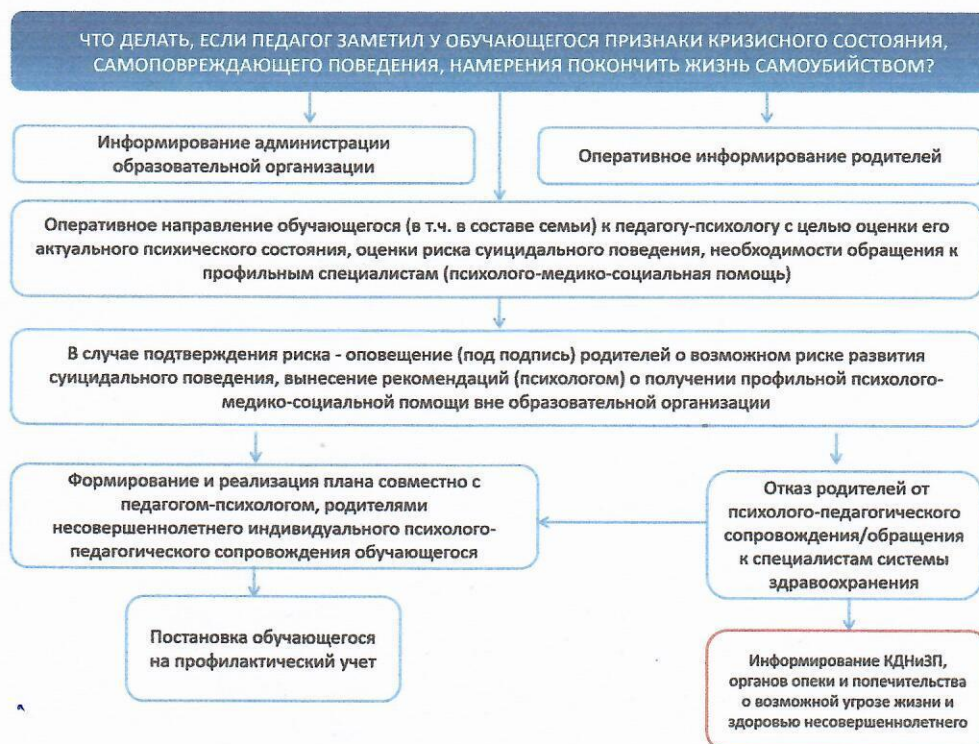 ЧТО ДЕЛАТЬ, ЕСЛИ ПЕДАГОГ ЗАМЕТИЛ У ОБУЧАЮЩЕГОСЯ ПРИЗНАКИ КРИЗИСНОГО СОСТОЯНИЯ,
САМОПОВРЕЖДАЮЩЕГО ПОВЕДЕНИЯ, НАМЕРЕНИЯ ПОКОНЧИТЬ ЖИЗНЬ САМОУБИЙСТВОМ?
Информирование администрации
образовательной организации
Оперативное информирование родителей
Оперативное направление обучающегося (в т.ч. в составе семьи) к педагогу-психологу с целью оценки его
актуального психического состояния, оценки риска суицидального поведения, необходимости обращения к
профильным специалистам (психолого-медико-социальная помощь)
В случае подтверждения риска - оповещение (под подпись) родителей о возможном риске развития
суицидального поведения, вынесение рекомендаций (психологом) о получении профильной психолого-
медико-социальной помощи вне образовательной организации
Формирование и реализация плана совместно с
педагогом-психологом, родителями
несовершеннолетнего индивидуального психолого-
педагогического сопровождения обучающегося
Отказ родителей от
психолого-педагогического
сопровождения/обращения
к специалистам системы
здравоохранения
Постановка обучающегося
на профилактический учет
Информирование КДНиЗП,
органов опеки и попечительства
о возможной угрозе жизни и
здоровью несовершеннолетнего